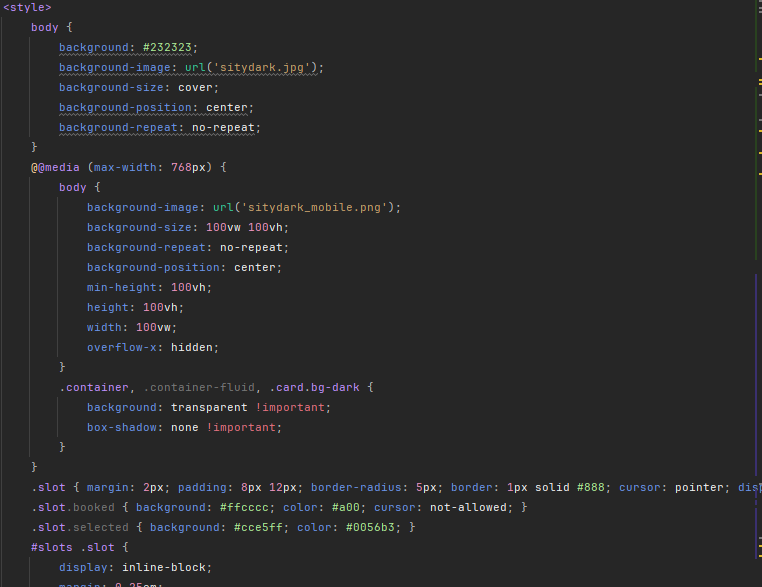 <style>
body {
background: #232323;
background-image: url('sitydark.jpg');
background-size: cover;
background-position: center;
background-repeat: no-repeat;
}
@@media (max-width: 768px) {
body {
background-image: url('sitydark_mobile.png');
background-size: 100vw 100vh;
background-repeat: no-repeat;
background-position: center;
min-height: 100vh;
height: 100vh;
width: 100vw;
overflow-x: hidden;
}
.container, .container-fluid, .card.bg-dark {
background: transparent !important;
box-shadow: none !important;
}
}
.slot { margin: 2px; padding: 8px 12px; border-radius: 5px; border: 1px solid #888; cursor: pointer;
.slot.booked { background: #ffcccc; color: #a00; cursor: not-allowed; }
.slot.selected { background: #cce5ff; color: #0056b3; }
#slots .slot {
display: inline-block;
margin: 0.25em;